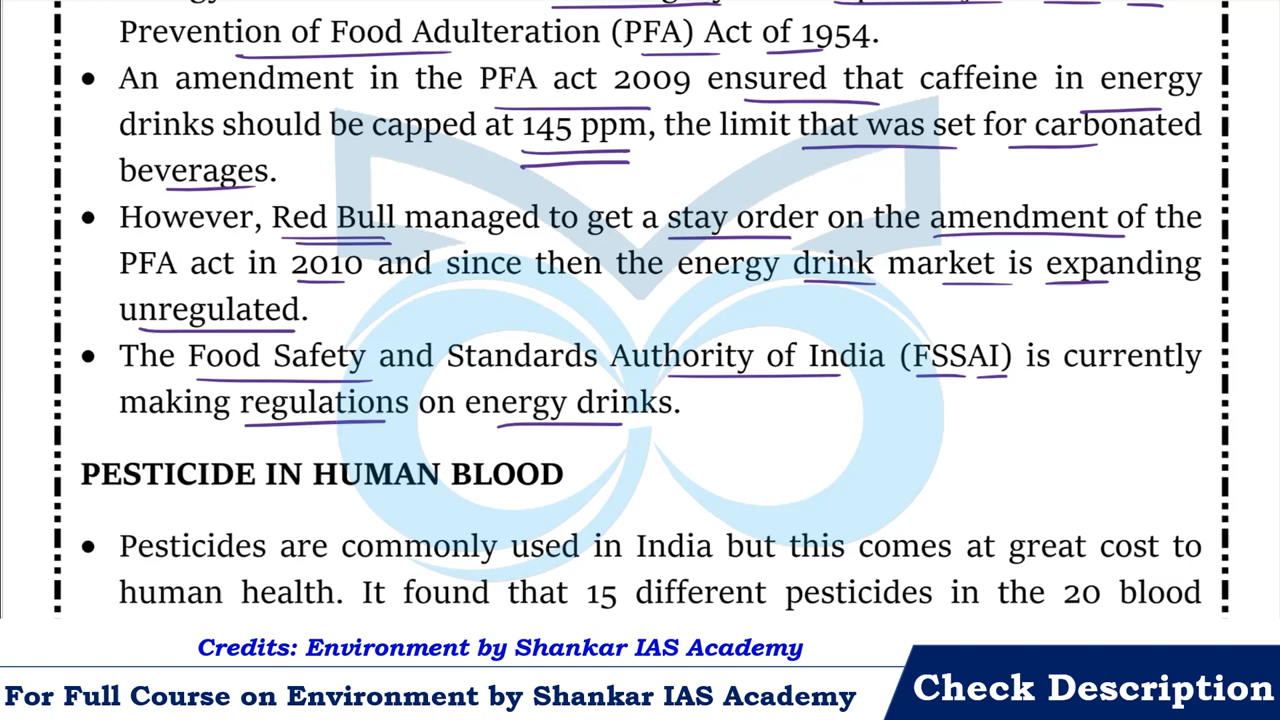 Prevention of Food Adulteration (PFA) Act of 1954.
• An amendment in the PFA act 2009 ensured that caffeine in energy
drinks should be capped at 145 ppm, the limit that was set for carbonated
beverages.
• However, Red Bull managed to get a stay order on the amendment of the
PFA act in 2010 and since then the energy drink market is expanding
unregulated.
• The Food Safety and Standards Authority of India (FSSAI) is currently
making regulations on energy drinks.
PESTICIDE IN HUMAN BLOOD
• Pesticides are commonly used in India but this comes at great cost to
human health. It found that 15 different pesticides in the 20 blood
Credits: Environment by Shankar IAS Academy
For Full Course on Environment by Shankar IAS Academy
Check Description